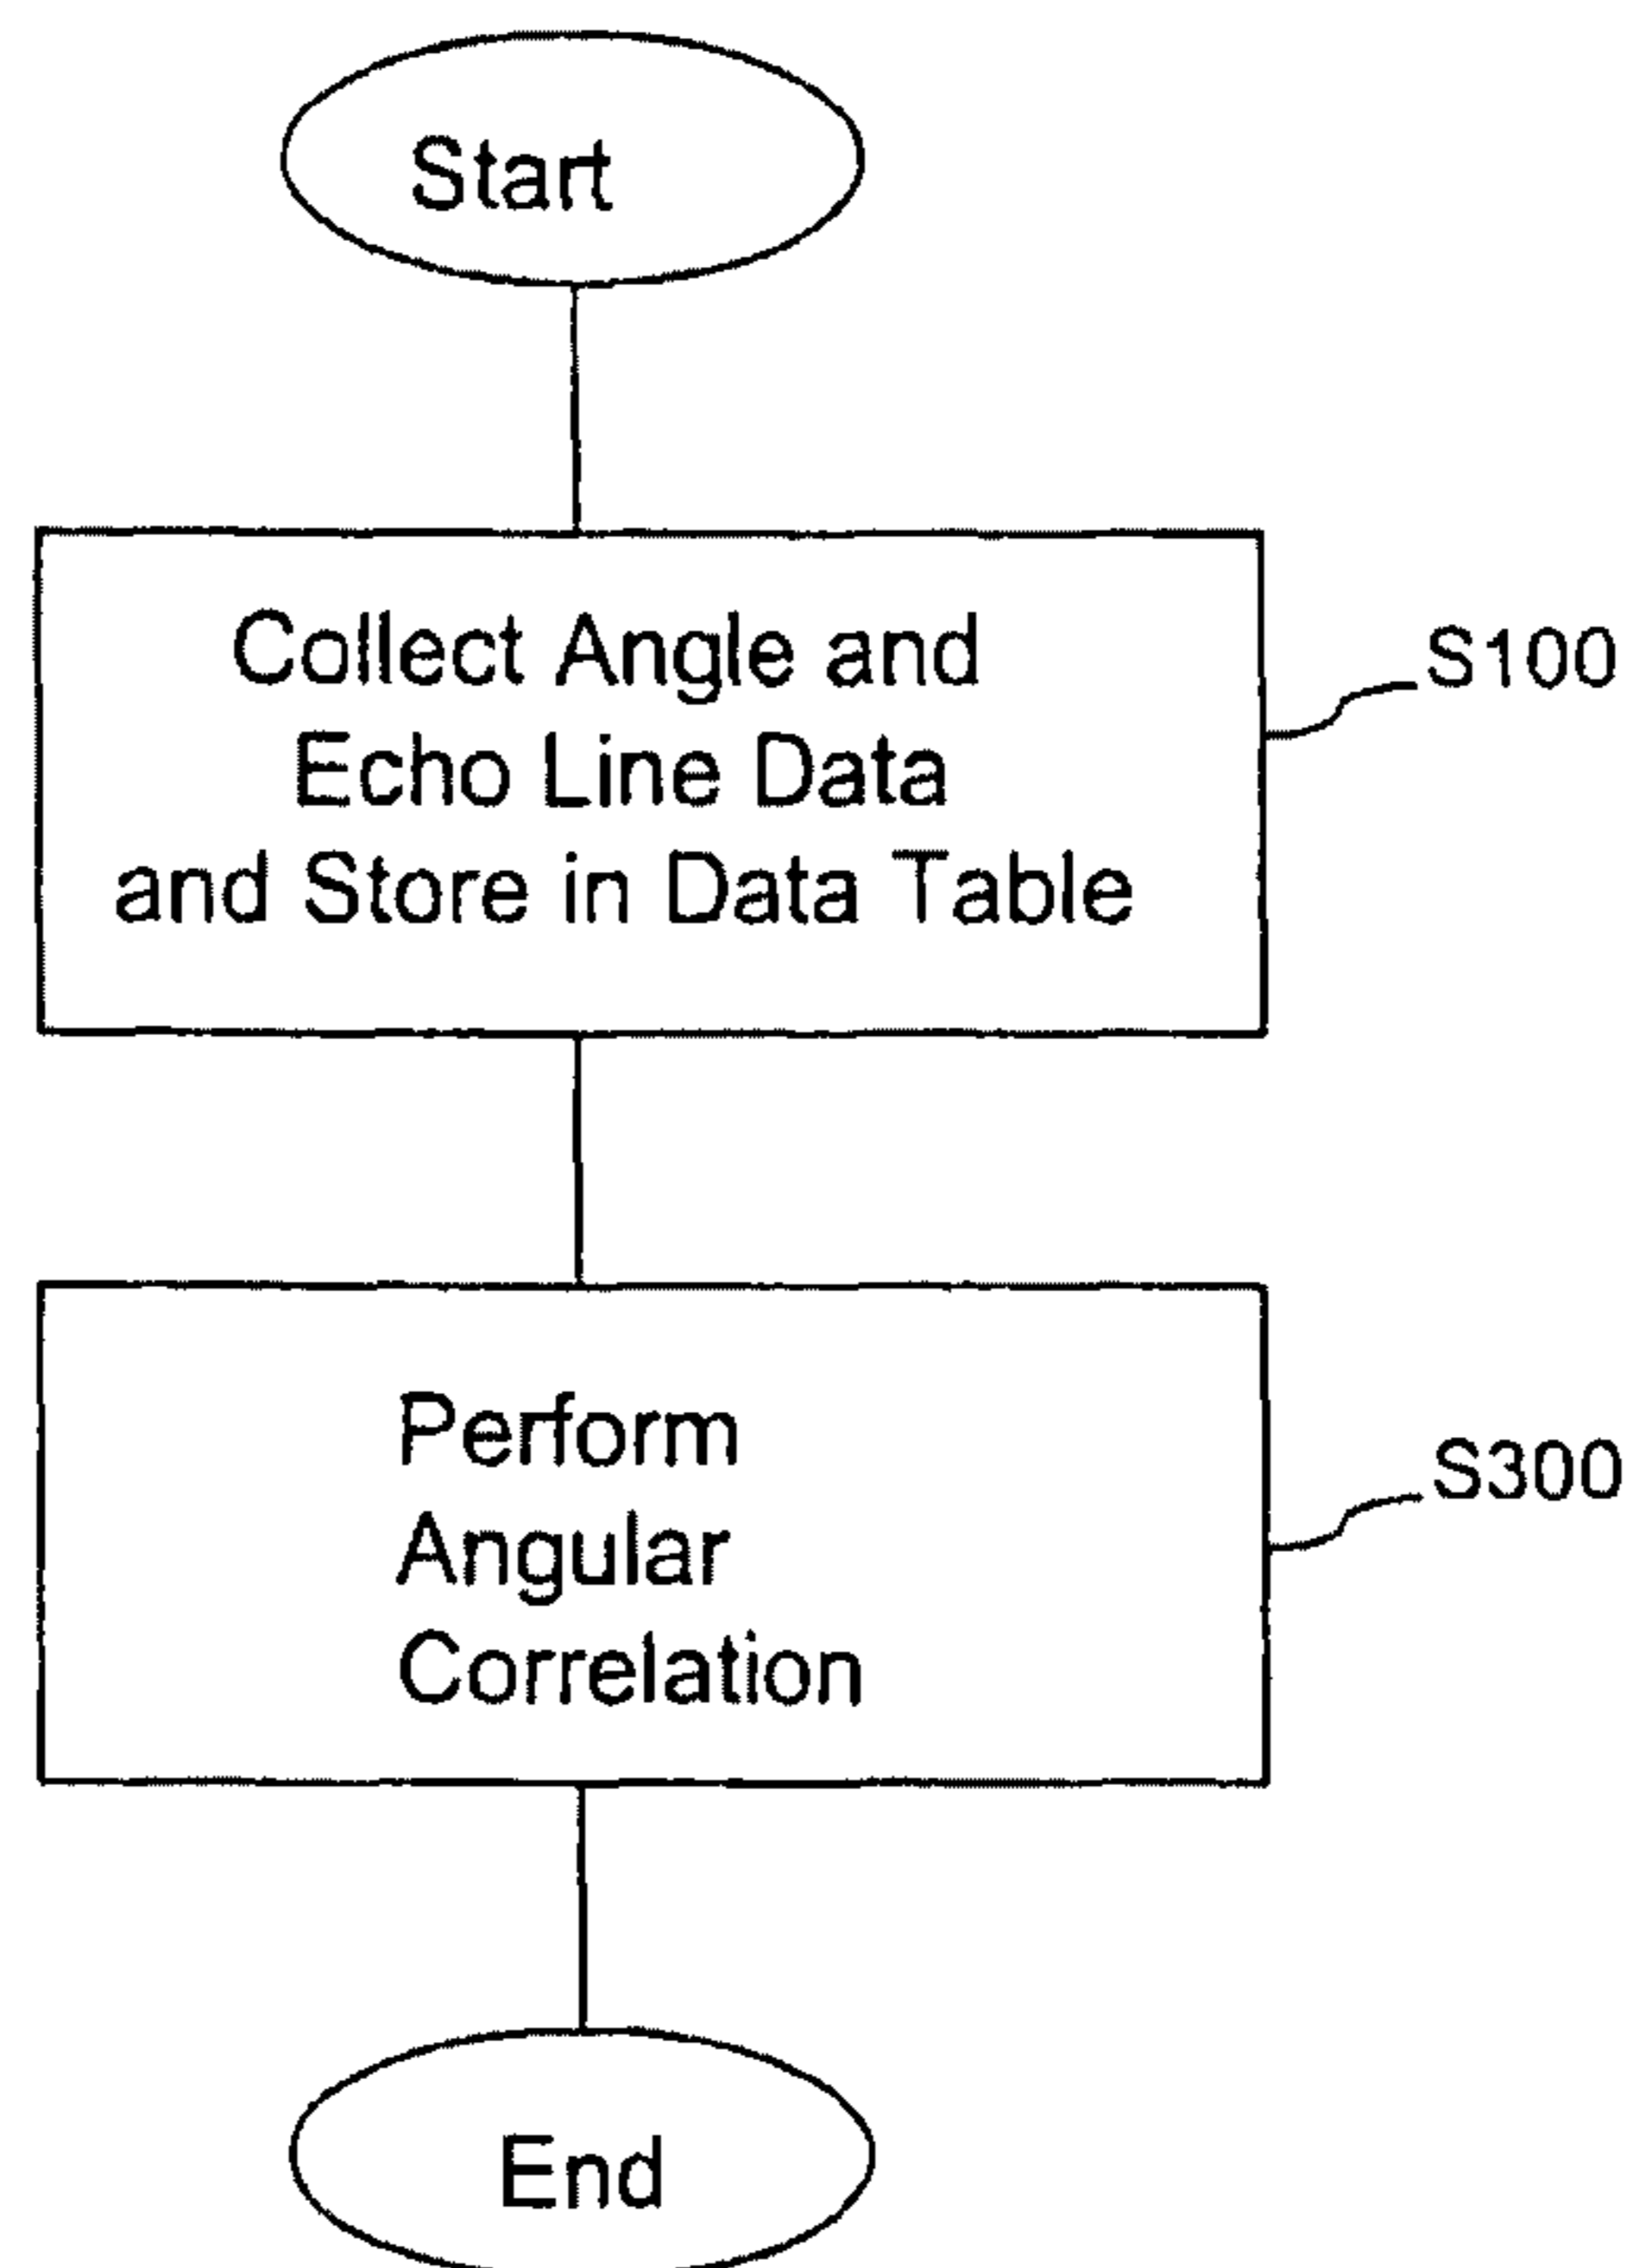 Start
Collect Angle and
Echo Line Data
and Store in Data Table
S100
Perform
Angular
Correlation
S300
End